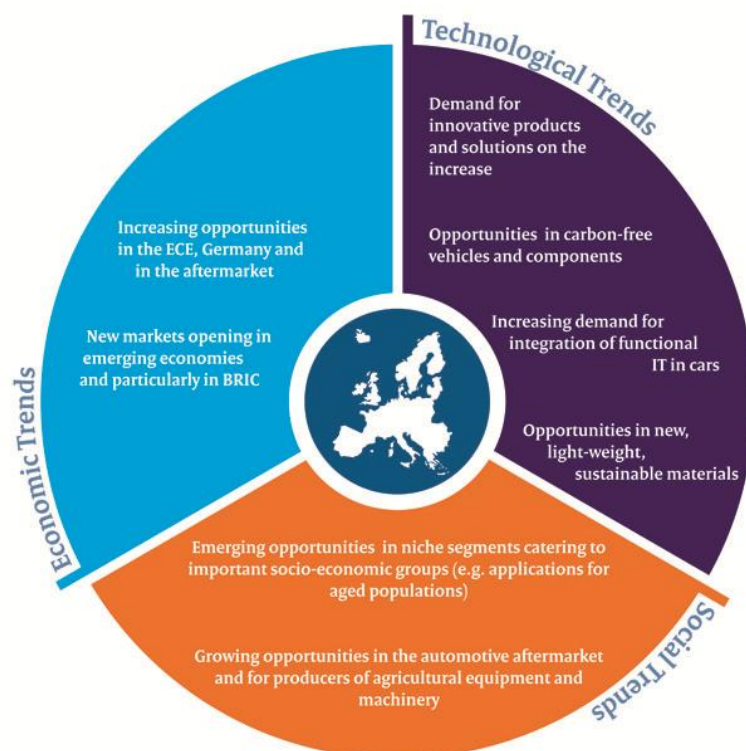 Technological Trends
Demand for
innovative products
and solutions on the
increase
Opportunities in carbon-free
vehicles and components
Increasing demand for
integration of functional
IT in cars
Opportunities in new,
light-weight,
sustainable materials
Economic Trends
Increasing opportunities
in the ECE, Germany and
in the aftermarket
New markets opening in
emerging economies
and particularly in BRIC
Social Trends
Emerging opportunities in niche segments catering to
important socio-economic groups (e.g. applications for
aged populations)
Growing opportunities in the automotive aftermarket
and for producers of agricultural equipment and
machinery